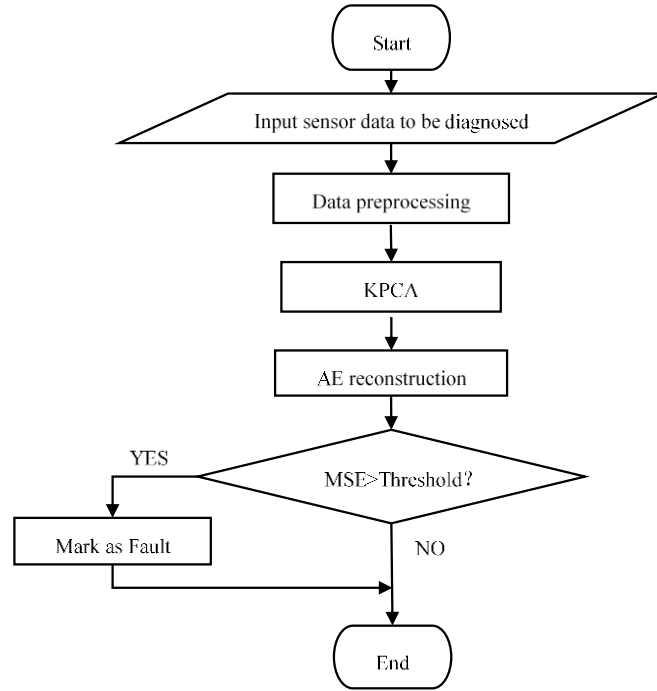 Start
Input sensor data to be diagnosed
Data preprocessing
KPCA
AE reconstruction
YES
MSE>Threshold?
Mark as Fault
NO
End